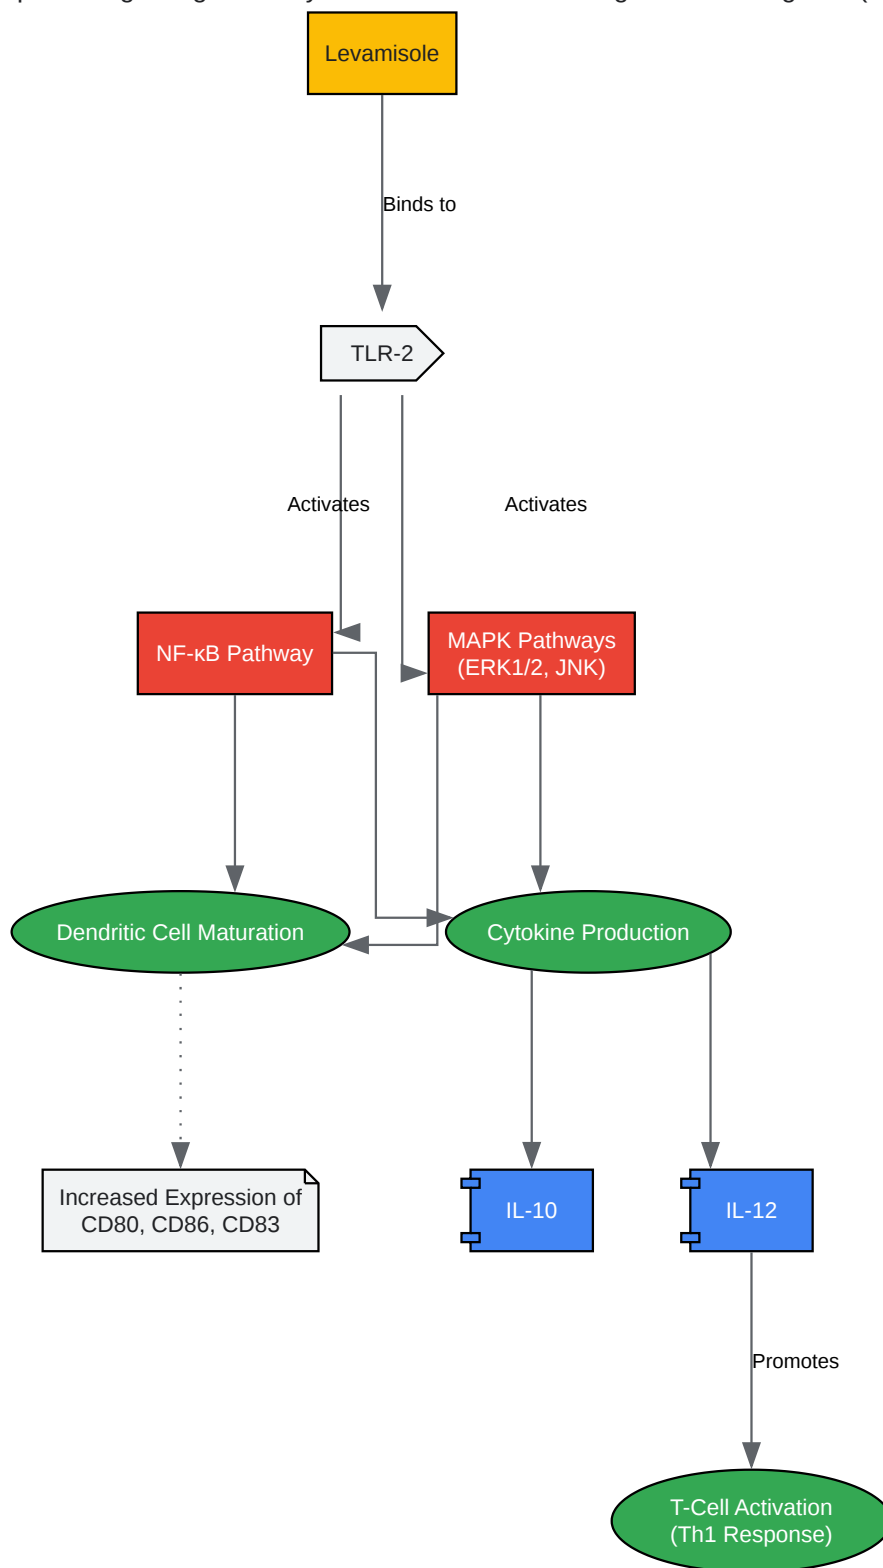 Levamisole
Binds to
TLR-2
Activates
Activates
NF-κB Pathway
MAPK Pathways
(ERK1/2, JNK)
Dendritic Cell Maturation
Cytokine Production
Increased Expression of
CD80, CD86, CD83
IL-10
IL-12
Promotes
T-Cell Activation
(Th1 Response)